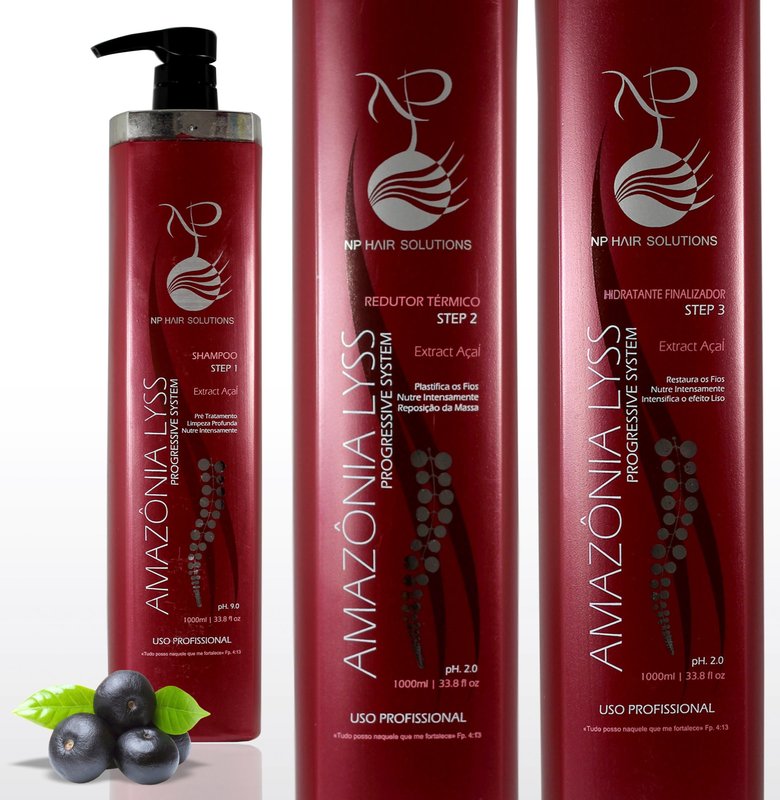 NP
NP HAIR SOLUTIONS
SHAMPOO
STEP 1
Extract Açaí
Pré Tratamento
Limpeza Profunda
Nutre Intensamente
AMAZÔNIA LYSS
PROGRESSIVE SYSTEM
pH. 9.0
1000ml | 33.8 fl oz
USO PROFISSIONAL
«Tudo posso naquele que me fortalece» Fp. 4:13
NP
NP HAIR SOLUTIONS
REDUTOR TÉRMICO
STEP 2
Extract Açaí
Plastifica os Fios
Nutre Intensamente
Reposição da Massa
AMAZÔNIA LYSS
PROGRESSIVE SYSTEM
pH. 2.0
1000ml | 33.8 fl oz
USO PROFISSIONAL
«Tudo posso naquele que me fortalece» Fp. 4:13
NP
NP HAIR SOLUTIONS
HIDRATANTE FINALIZADOR
STEP 3
Extract Açaí
Restaura os Fios
Nutre Intensamente
Intensifica o efeito Liso
AMAZÔNIA LYSS
PROGRESSIVE SYSTEM
pH. 2.0
1000ml | 33.8 fl oz
USO PROFISSIONAL
«Tudo posso naquele que me fortalece» Fp. 4:13